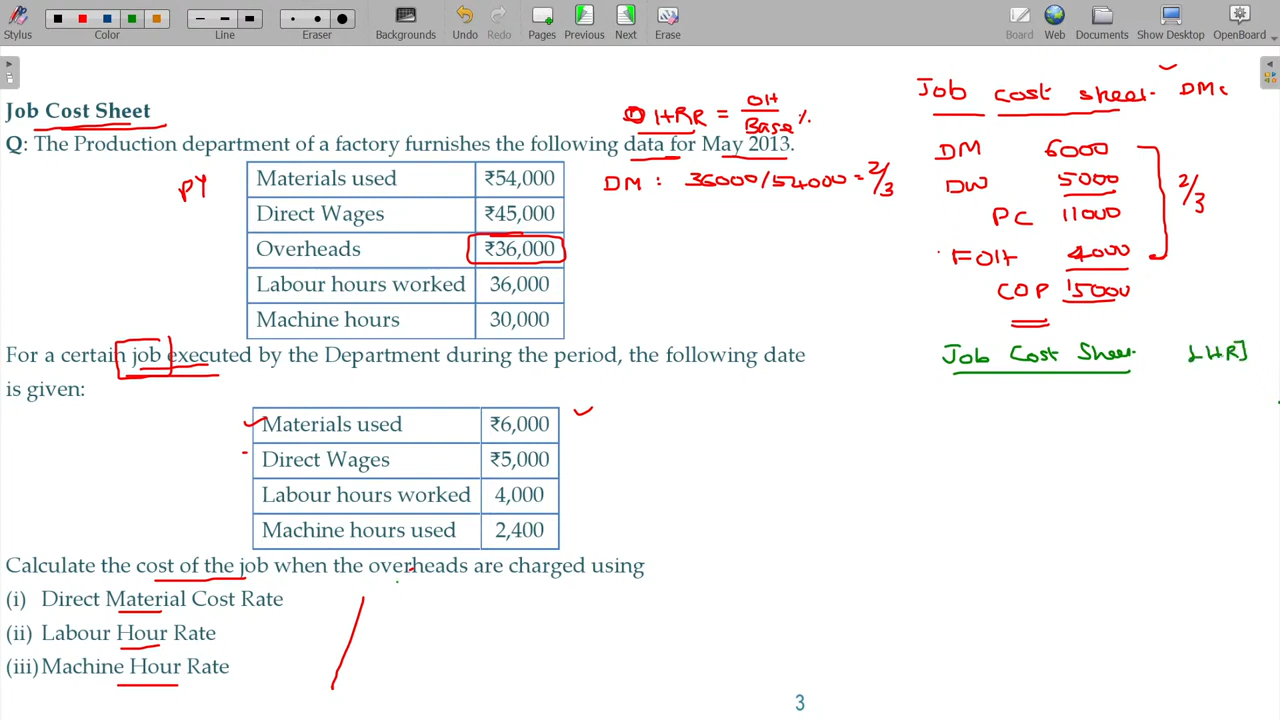 Stylus Color Line Eraser Backgrounds Undo Redo Pages Previous Next Erase Board Web Documents Show Desktop OpenBoard
Job Cost Sheet
Q: The Production department of a factory furnishes the following data for May 2013.
PY
Materials used ₹54,000
Direct Wages ₹45,000
Overheads ₹36,000
Labour hours worked 36,000
Machine hours 30,000
For a certain job executed by the Department during the period, the following date
is given:
Materials used ₹6,000
Direct Wages ₹5,000
Labour hours worked 4,000
Machine hours used 2,400
Calculate the cost of the job when the overheads are charged using
(i) Direct Material Cost Rate
(ii) Labour Hour Rate
(iii) Machine Hour Rate
OHRR = OH/Base %
DM : 36000/54000 = 2/3
Job cost sheet - DMC
DM 6000
DW 5000
PC 11000
FOH 4000
COP 15000
2/3
Job Cost Sheet LHR]
3